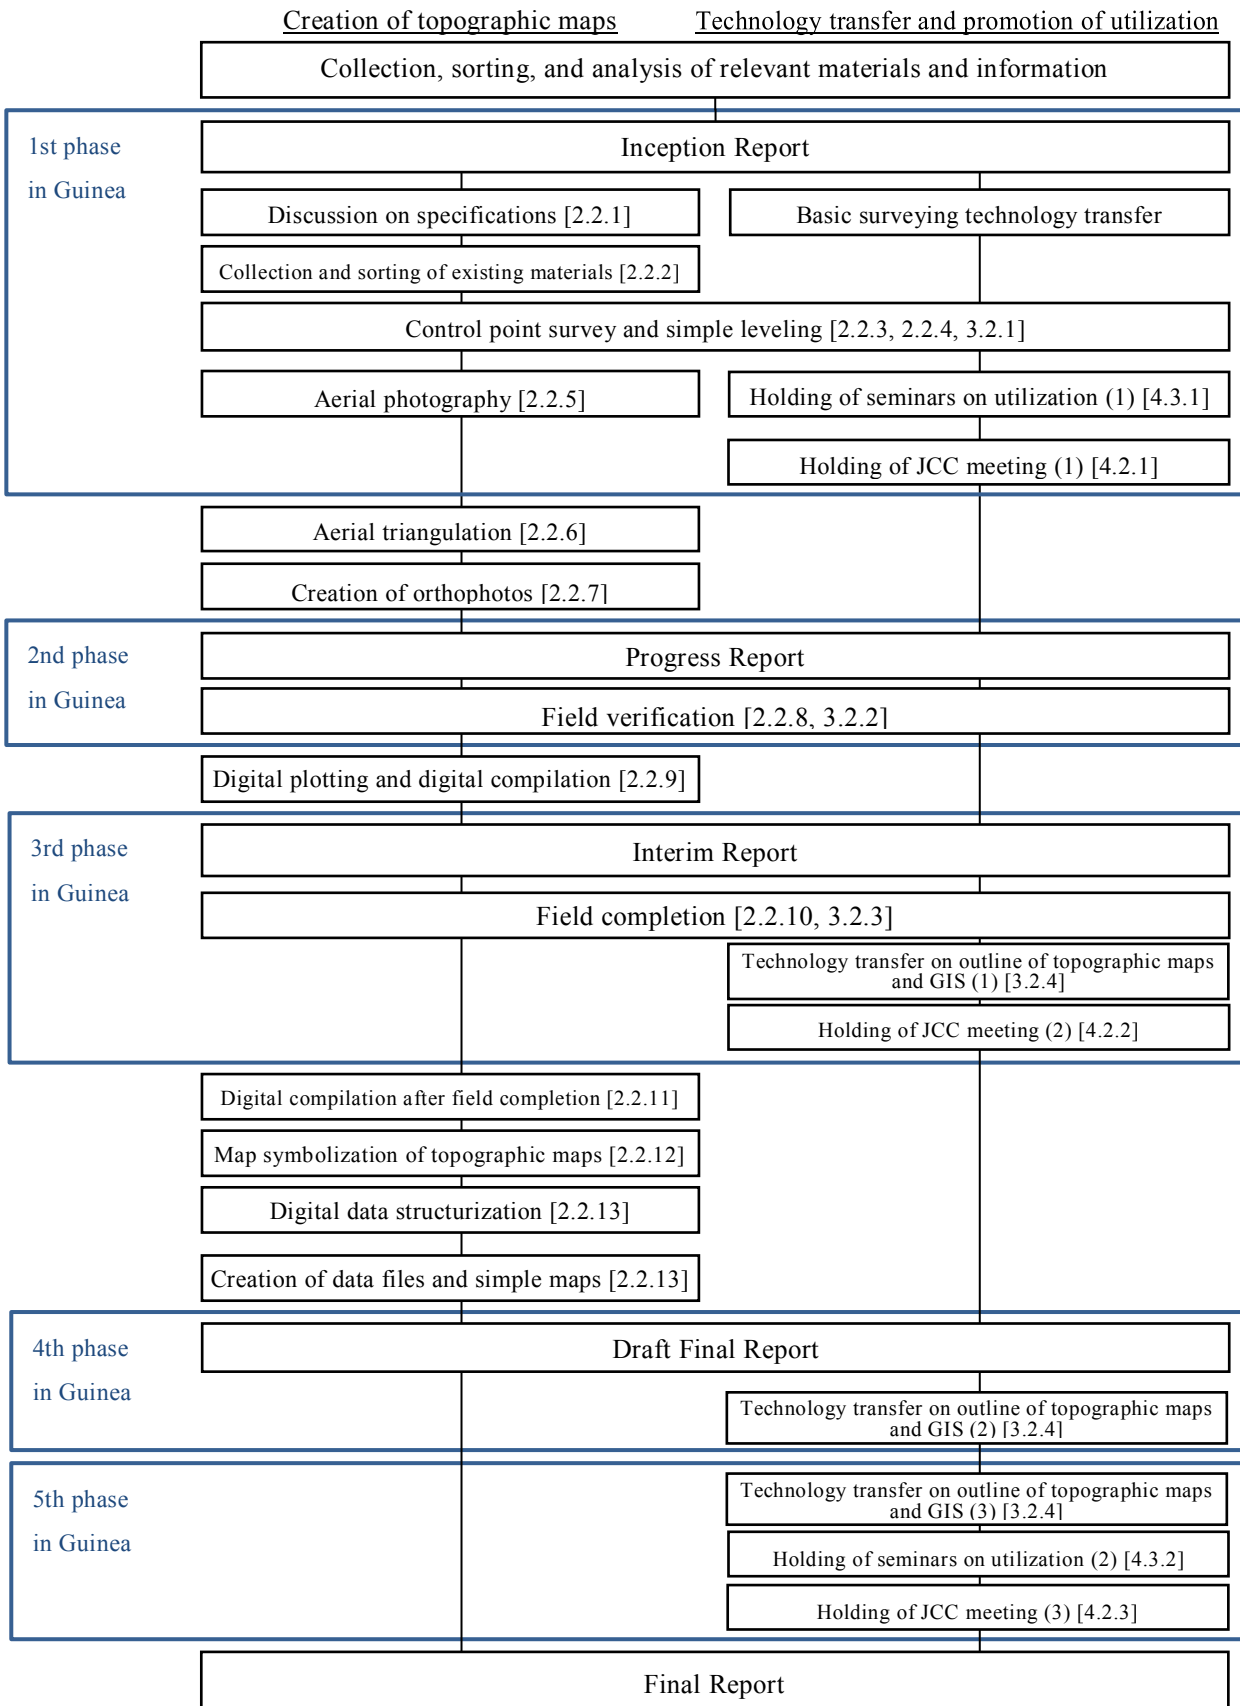 Creation of topographic maps
Technology transfer and promotion of utilization
Collection, sorting, and analysis of relevant materials and information
1st phase
in Guinea
Inception Report
Discussion on specifications [2.2.1]
Basic surveying technology transfer
Collection and sorting of existing materials [2.2.2]
Control point survey and simple leveling [2.2.3, 2.2.4, 3.2.1]
Aerial photography [2.2.5]
Holding of seminars on utilization (1) [4.3.1]
Holding of JCC meeting (1) [4.2.1]
Aerial triangulation [2.2.6]
Creation of orthophotos [2.2.7]
2nd phase
in Guinea
Progress Report
Field verification [2.2.8, 3.2.2]
Digital plotting and digital compilation [2.2.9]
3rd phase
in Guinea
Interim Report
Field completion [2.2.10, 3.2.3]
Technology transfer on outline of topographic maps
and GIS (1) [3.2.4]
Holding of JCC meeting (2) [4.2.2]
Digital compilation after field completion [2.2.11]
Map symbolization of topographic maps [2.2.12]
Digital data structurization [2.2.13]
Creation of data files and simple maps [2.2.13]
4th phase
in Guinea
Draft Final Report
Technology transfer on outline of topographic maps
and GIS (2) [3.2.4]
5th phase
in Guinea
Technology transfer on outline of topographic maps
and GIS (3) [3.2.4]
Holding of seminars on utilization (2) [4.3.2]
Holding of JCC meeting (3) [4.2.3]
Final Report